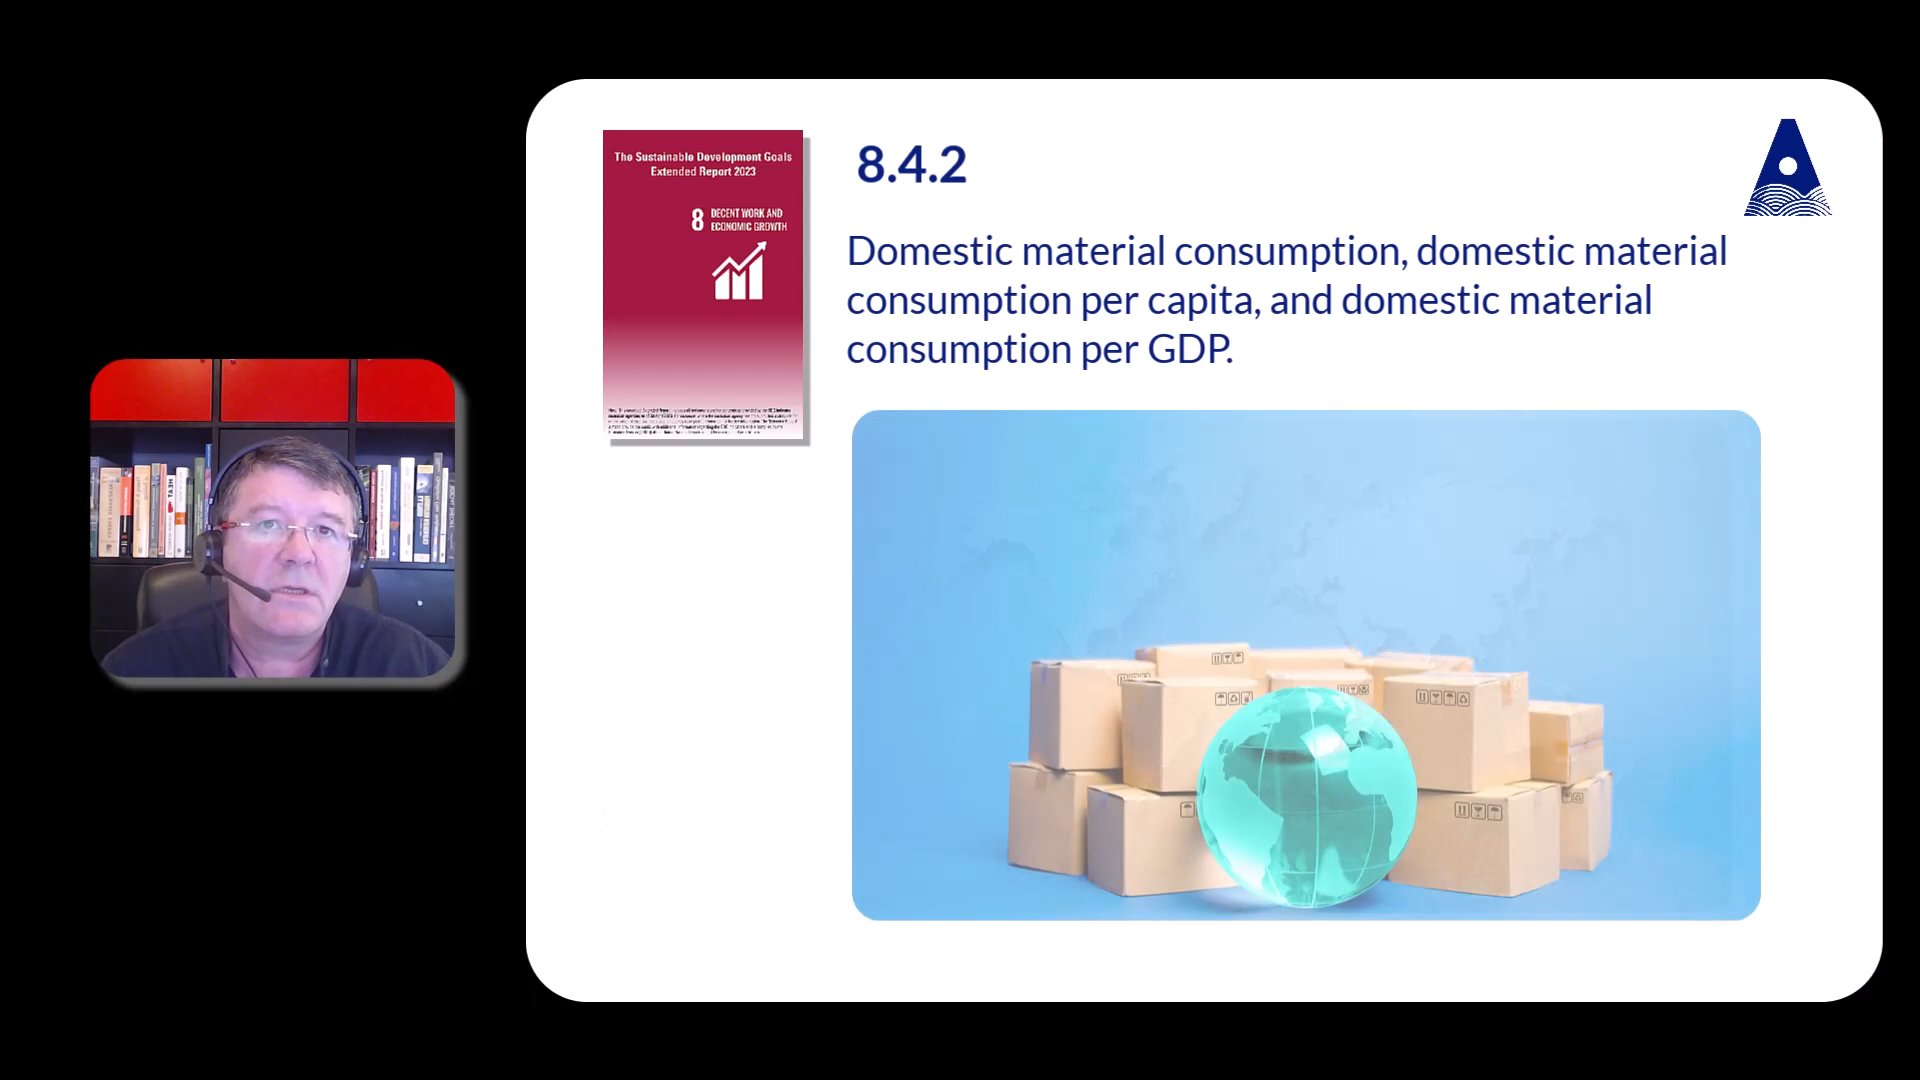 The Sustainable Development Goals
Extended Report 2023
8 DECENT WORK AND
ECONOMIC GROWTH
8.4.2
Domestic material consumption, domestic material
consumption per capita, and domestic material
consumption per GDP.
HEAT